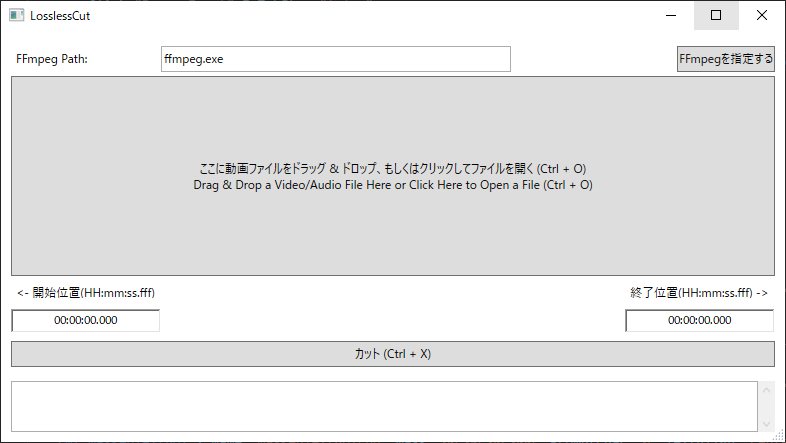 LosslessCut
FFmpeg Path:
ffmpeg.exe
FFmpegを指定する
ここに動画ファイルをドラッグ & ドロップ、もしくはクリックしてファイルを開く (Ctrl + O)
Drag & Drop a Video/Audio File Here or Click Here to Open a File (Ctrl + O)
<- 開始位置(HH:mm:ss.fff)
終了位置(HH:mm:ss.fff) ->
00:00:00.000
00:00:00.000
カット (Ctrl + X)